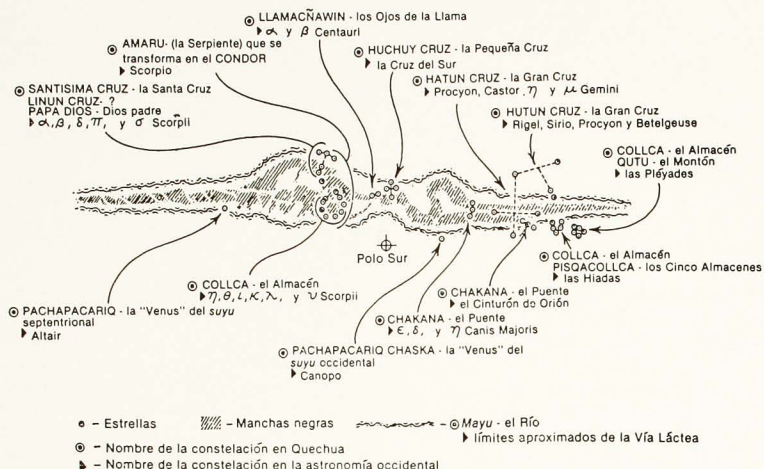 ◉ LLAMACÑAWIN - los Ojos de la Llama
▶ α y β Centauri
◉ AMARU- (la Serpiente) que se
transforma en el CONDOR
▶ Scorpio
◉ HUCHUY CRUZ - la Pequeña Cruz
▶ la Cruz del Sur
◉ SANTISIMA CRUZ - la Santa Cruz
LINUN CRUZ- ?
PAPA DIOS - Dios padre
▶ α, β, δ, π, y σ Scorpii
◉ HATUN CRUZ - la Gran Cruz
▶ Procyon, Castor, η y μ Gemini
◉ HUTUN CRUZ - la Gran Cruz
▶ Rigel, Sirio, Procyon y Betelgeuse
◉ COLLCA - el Almacén
QUTU - el Montón
▶ las Pléyades
Polo Sur
◉ COLLCA - el Almacén
PISQACOLLCA - los Cinco Almacenes
▶ las Hiadas
◉ COLLCA - el Almacén
▶ η, θ, ι, κ, λ, y υ Scorpii
◉ CHAKANA - el Puente
▶ el Cinturón de Orión
◉ PACHAPACARIQ - la "Venus" del suyu
septentrional
▶ Altair
◉ CHAKANA - el Puente
▶ ε, δ, y η Canis Majoris
◉ PACHAPACARIQ CHASKA - la "Venus" del
suyu occidental
▶ Canopo
- Estrellas
- Manchas negras
- ◉ Mayu - el Río
▶ límites aproximados de la Vía Láctea
◉ - Nombre de la constelación en Quechua
▶ - Nombre de la constelación en la astronomía occidental